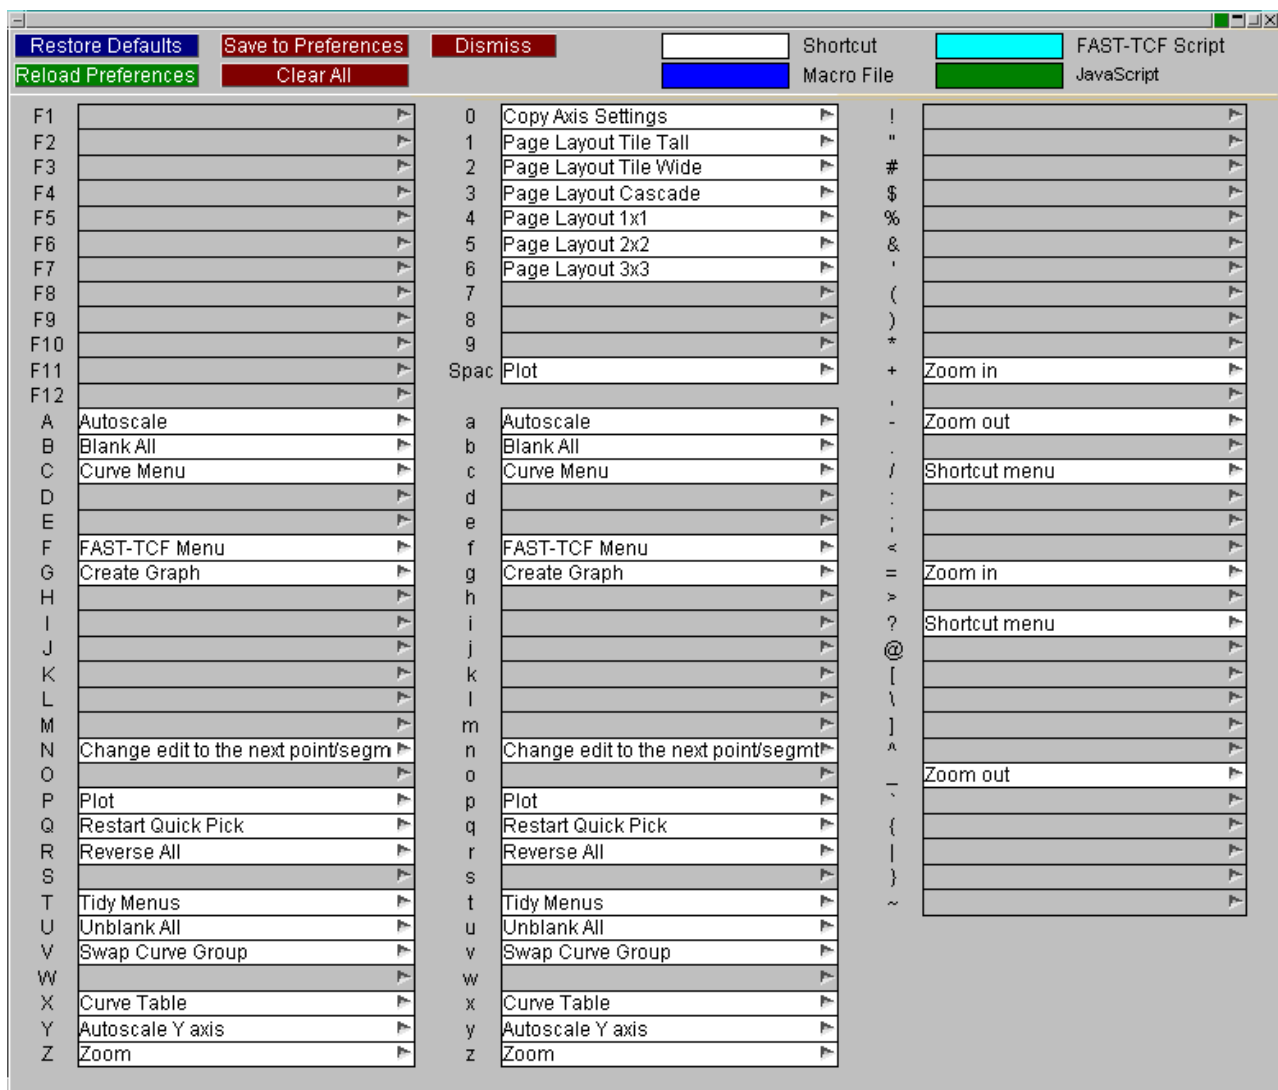 Restore Defaults Save to Preferences Dismiss Shortcut FAST-TCF Script
Reload Preferences Clear All Macro File JavaScript
F1 0 Copy Axis Settings !
F2 1 Page Layout Tile Tall "
F3 2 Page Layout Tile Wide #
F4 3 Page Layout Cascade $
F5 4 Page Layout 1x1 %
F6 5 Page Layout 2x2 &
F7 6 Page Layout 3x3 '
F8 7 (
F9 8 )
F10 9 *
F11 Spac Plot + Zoom in
F12 ,
A Autoscale a Autoscale - Zoom out
B Blank All b Blank All .
C Curve Menu c Curve Menu / Shortcut menu
D d :
E e ;
F FAST-TCF Menu f FAST-TCF Menu <
G Create Graph g Create Graph = Zoom in
H h >
I i ? Shortcut menu
J j @
K k [
L l \
M m ]
N Change edit to the next point/segm n Change edit to the next point/segmt ^
O o _ Zoom out
P Plot p Plot `
Q Restart Quick Pick q Restart Quick Pick {
R Reverse All r Reverse All |
S s }
T Tidy Menus t Tidy Menus ~
U Unblank All u Unblank All
V Swap Curve Group v Swap Curve Group
W w
X Curve Table x Curve Table
Y Autoscale Y axis y Autoscale Y axis
Z Zoom z Zoom